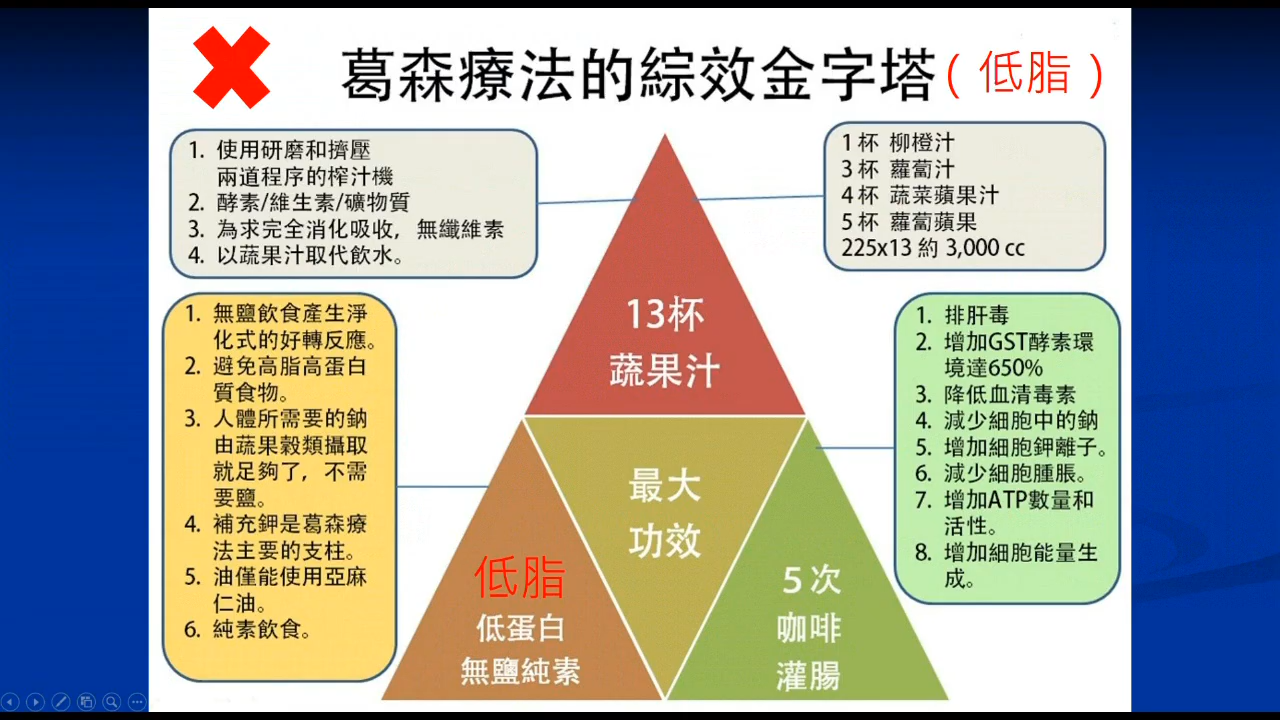 葛森療法的綜效金字塔(低脂)
1. 使用研磨和擠壓
兩道程序的榨汁機
2. 酵素/維生素/礦物質
3. 為求完全消化吸收，無纖維素
4. 以蔬果汁取代飲水。
1杯 柳橙汁
3杯 蘿蔔汁
4杯 蔬菜蘋果汁
5杯 蘿蔔蘋果
225x13 約 3,000 cc
13杯
蔬果汁
1. 無鹽飲食產生淨
化式的好轉反應。
2. 避免高脂高蛋白
質食物。
3. 人體所需要的鈉
由蔬果穀類攝取
就足夠了，不需
要鹽。
4. 補充鉀是葛森療
法主要的支柱。
5. 油僅能使用亞麻
仁油。
6. 純素飲食。
最大
功效
低脂
低蛋白
無鹽純素
5次
咖啡
灌腸
1. 排肝毒
2. 增加GST酵素環
境達650%
3. 降低血清毒素
4. 減少細胞中的鈉
5. 增加細胞鉀離子。
6. 減少細胞腫脹。
7. 增加ATP數量和
活性。
8. 增加細胞能量生
成。